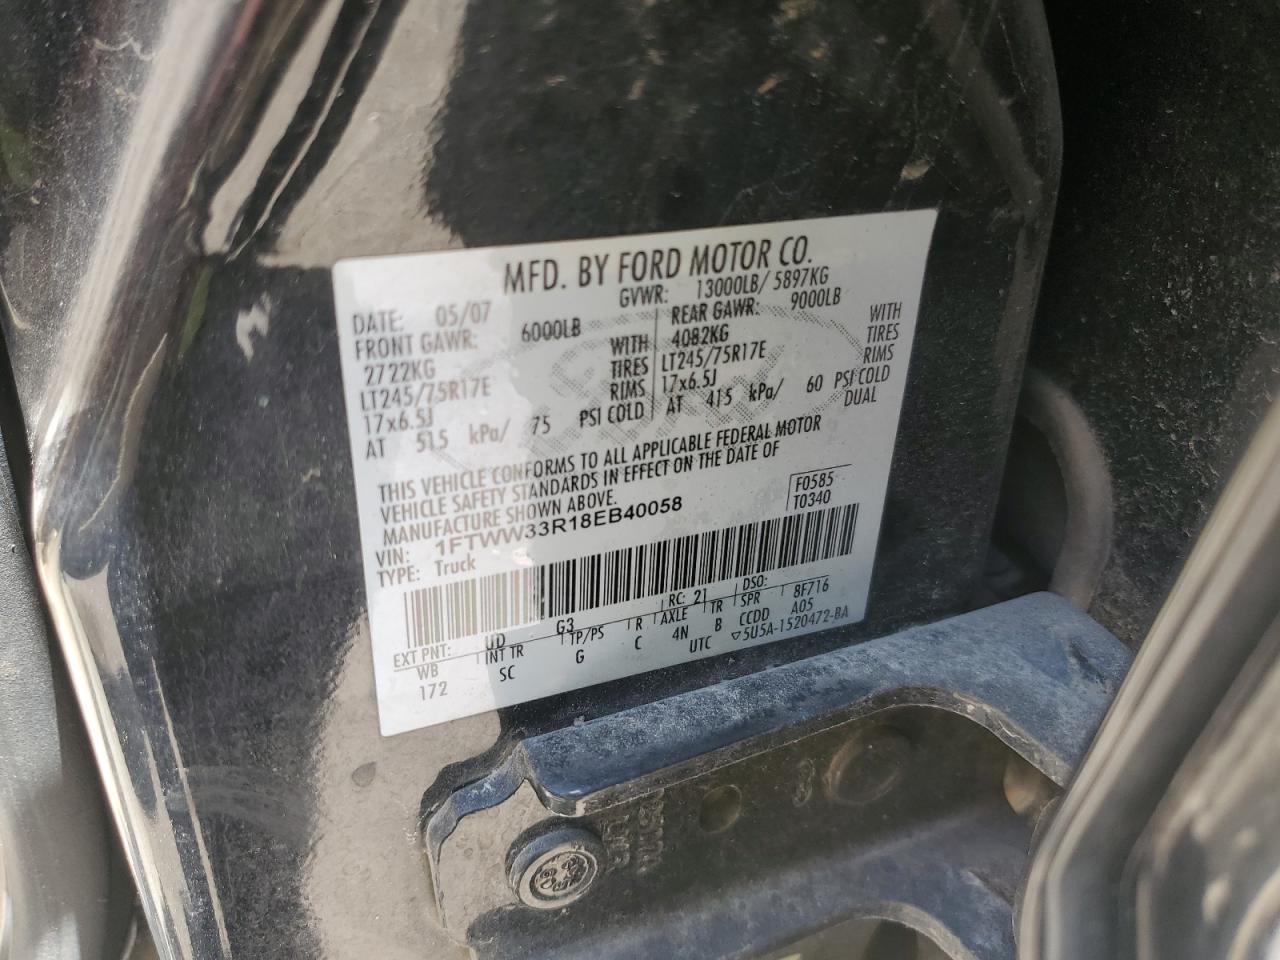 MFD. BY FORD MOTOR CO.
DATE: 05/07 GVWR: 13000LB/ 5897KG
FRONT GAWR: 6000LB REAR GAWR: 9000LB
2722KG WITH 4082KG WITH
LT245/75R17E TIRES LT245/75R17E TIRES
17x6.5J RIMS 17x6.5J RIMS
AT 515 kPa/ 75 PSI COLD AT 415 kPa/ 60 PSI COLD
DUAL
THIS VEHICLE CONFORMS TO ALL APPLICABLE FEDERAL MOTOR
VEHICLE SAFETY STANDARDS IN EFFECT ON THE DATE OF
MANUFACTURE SHOWN ABOVE.
F0585
VIN: 1FTWW33R18EB40058
T0340
TYPE: Truck
EXT PNT: UD G3 RC: 21 DSO:
WB INT TR TP/PS R AXLE TR SPR 8F716
172 SC G C 4N B CCDD A05
UTC ▽5U5A-1520472-BA